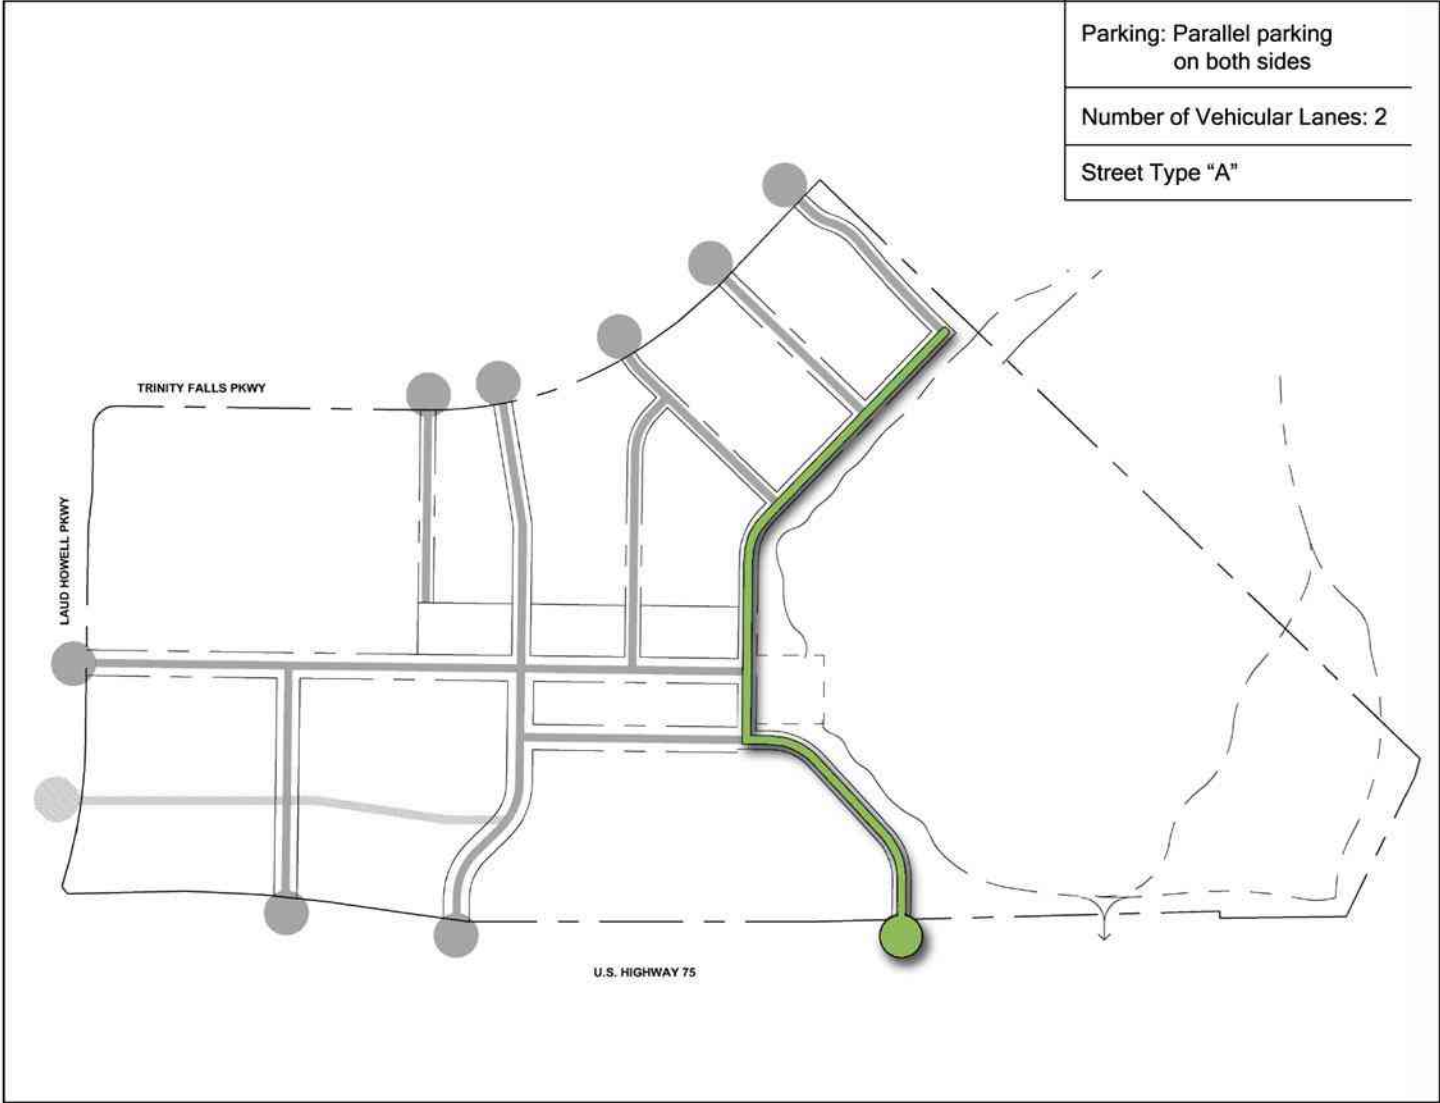 Parking: Parallel parking
on both sides
Number of Vehicular Lanes: 2
Street Type “A”
TRINITY FALLS PKWY
LAUD HOWELL PKWY
U.S. HIGHWAY 75